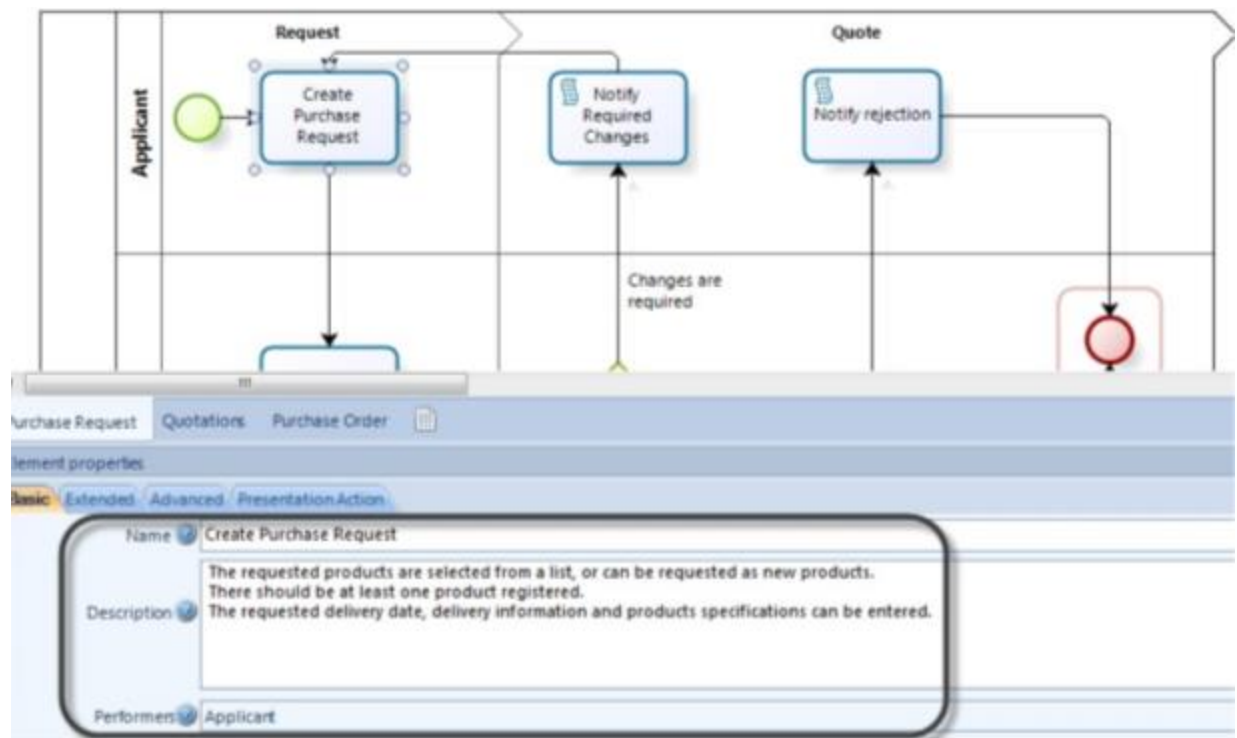 Request
Quote
Applicant
Create
Purchase
Request
Notify
Required
Changes
Notify rejection
Changes are
required
Purchase Request Quotations Purchase Order
lement properties
Basic Extended Advanced Presentation Action
Name Create Purchase Request
Description
The requested products are selected from a list, or can be requested as new products.
There should be at least one product registered.
The requested delivery date, delivery information and products specifications can be entered.
Performers Applicant